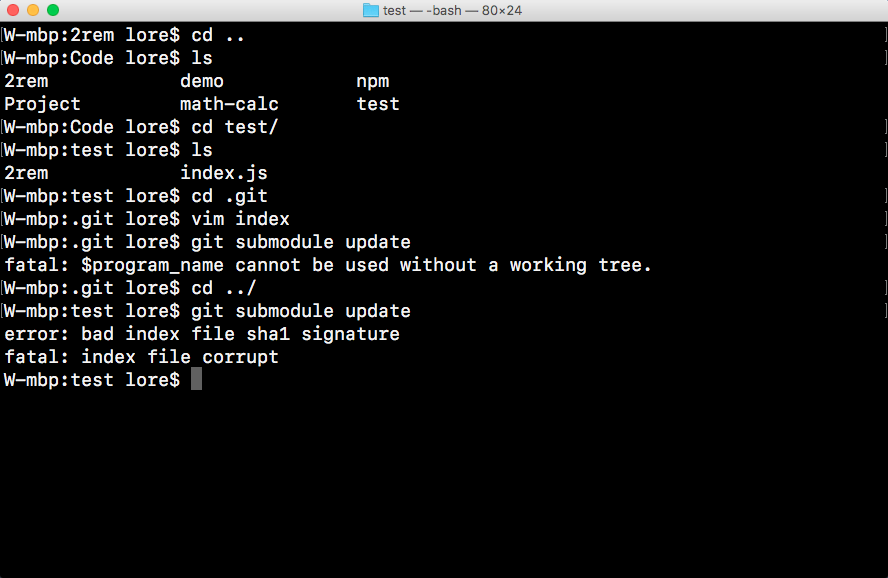 test — -bash — 80×24
[W-mbp:2rem lore$ cd .. ]
[W-mbp:Code lore$ ls ]
2rem demo npm
Project math-calc test
[W-mbp:Code lore$ cd test/ ]
[W-mbp:test lore$ ls ]
2rem index.js
[W-mbp:test lore$ cd .git ]
[W-mbp:.git lore$ vim index ]
[W-mbp:.git lore$ git submodule update ]
fatal: $program_name cannot be used without a working tree.
[W-mbp:.git lore$ cd ../ ]
[W-mbp:test lore$ git submodule update ]
error: bad index file sha1 signature
fatal: index file corrupt
W-mbp:test lore$